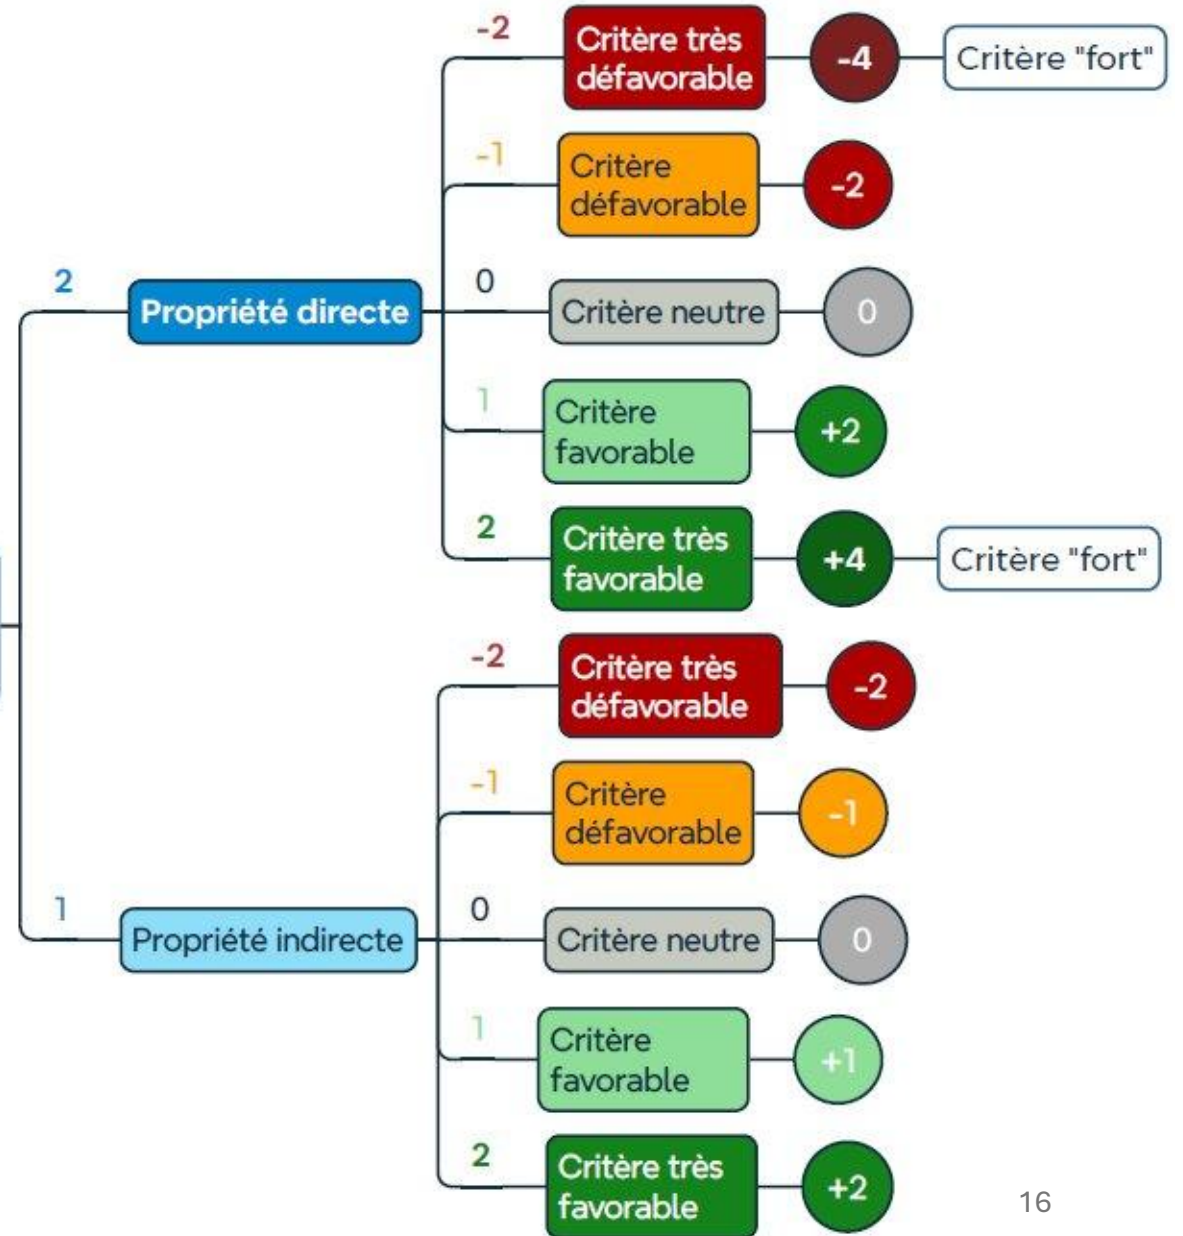 -2
Critère très
défavorable
-4
Critère "fort"
-1
Critère
défavorable
-2
2
Propriété directe
0
Critère neutre
0
1
Critère
favorable
+2
2
Critère très
favorable
+4
Critère "fort"
-2
Critère très
défavorable
-2
-1
Critère
défavorable
-1
1
Propriété indirecte
0
Critère neutre
0
1
Critère
favorable
+1
2
Critère très
favorable
+2
16